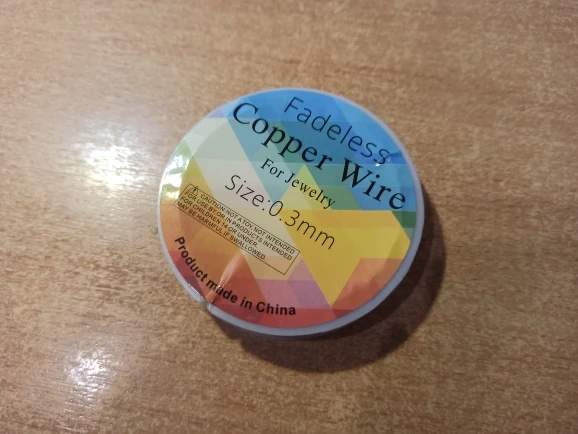 Fadeless
Copper Wire
For Jewelry
Size:0.3mm
CAUTION:NOT A TOY, NOT INTENDED
FOR USE BY/OR IN PRODUCTS INTENDED
FOR CHILDREN 14 OR UNDER.
MAY BE HARMFUL IF SWALLOWED.
Product made in China